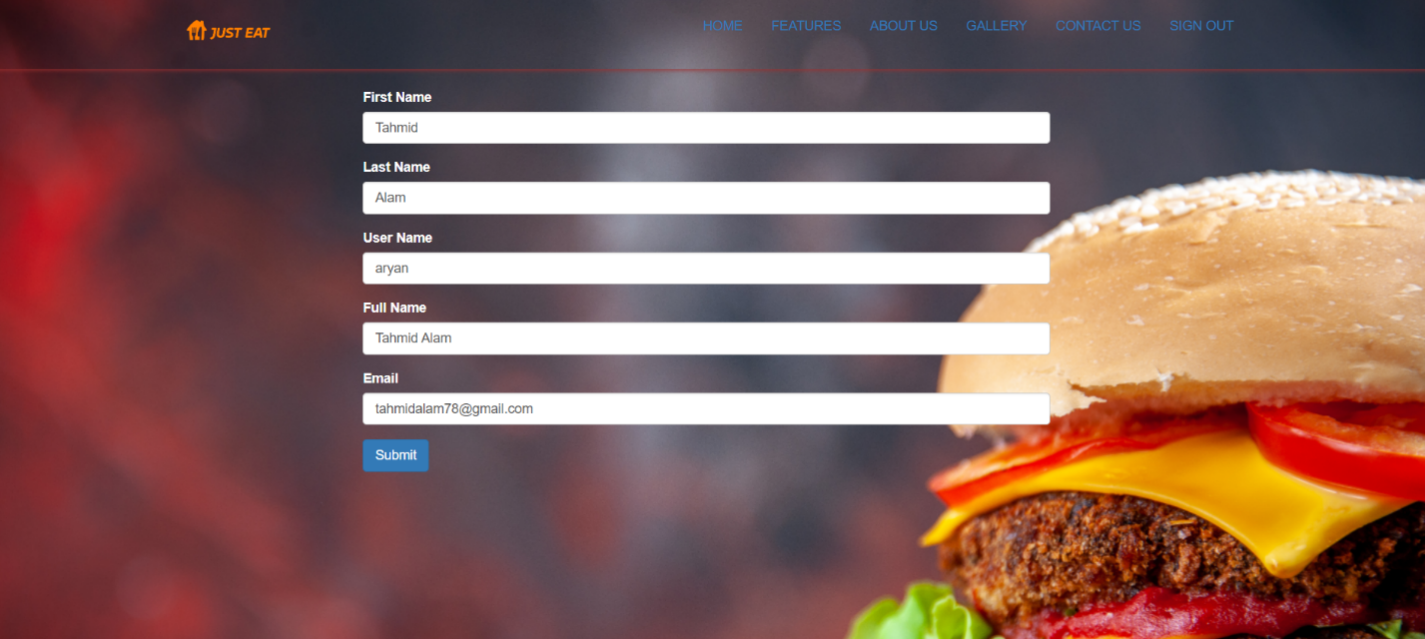 JUST EAT
HOME FEATURES ABOUT US GALLERY CONTACT US SIGN OUT
First Name
Tahmid
Last Name
Alam
User Name
aryan
Full Name
Tahmid Alam
Email
tahmidalam78@gmail.com
Submit